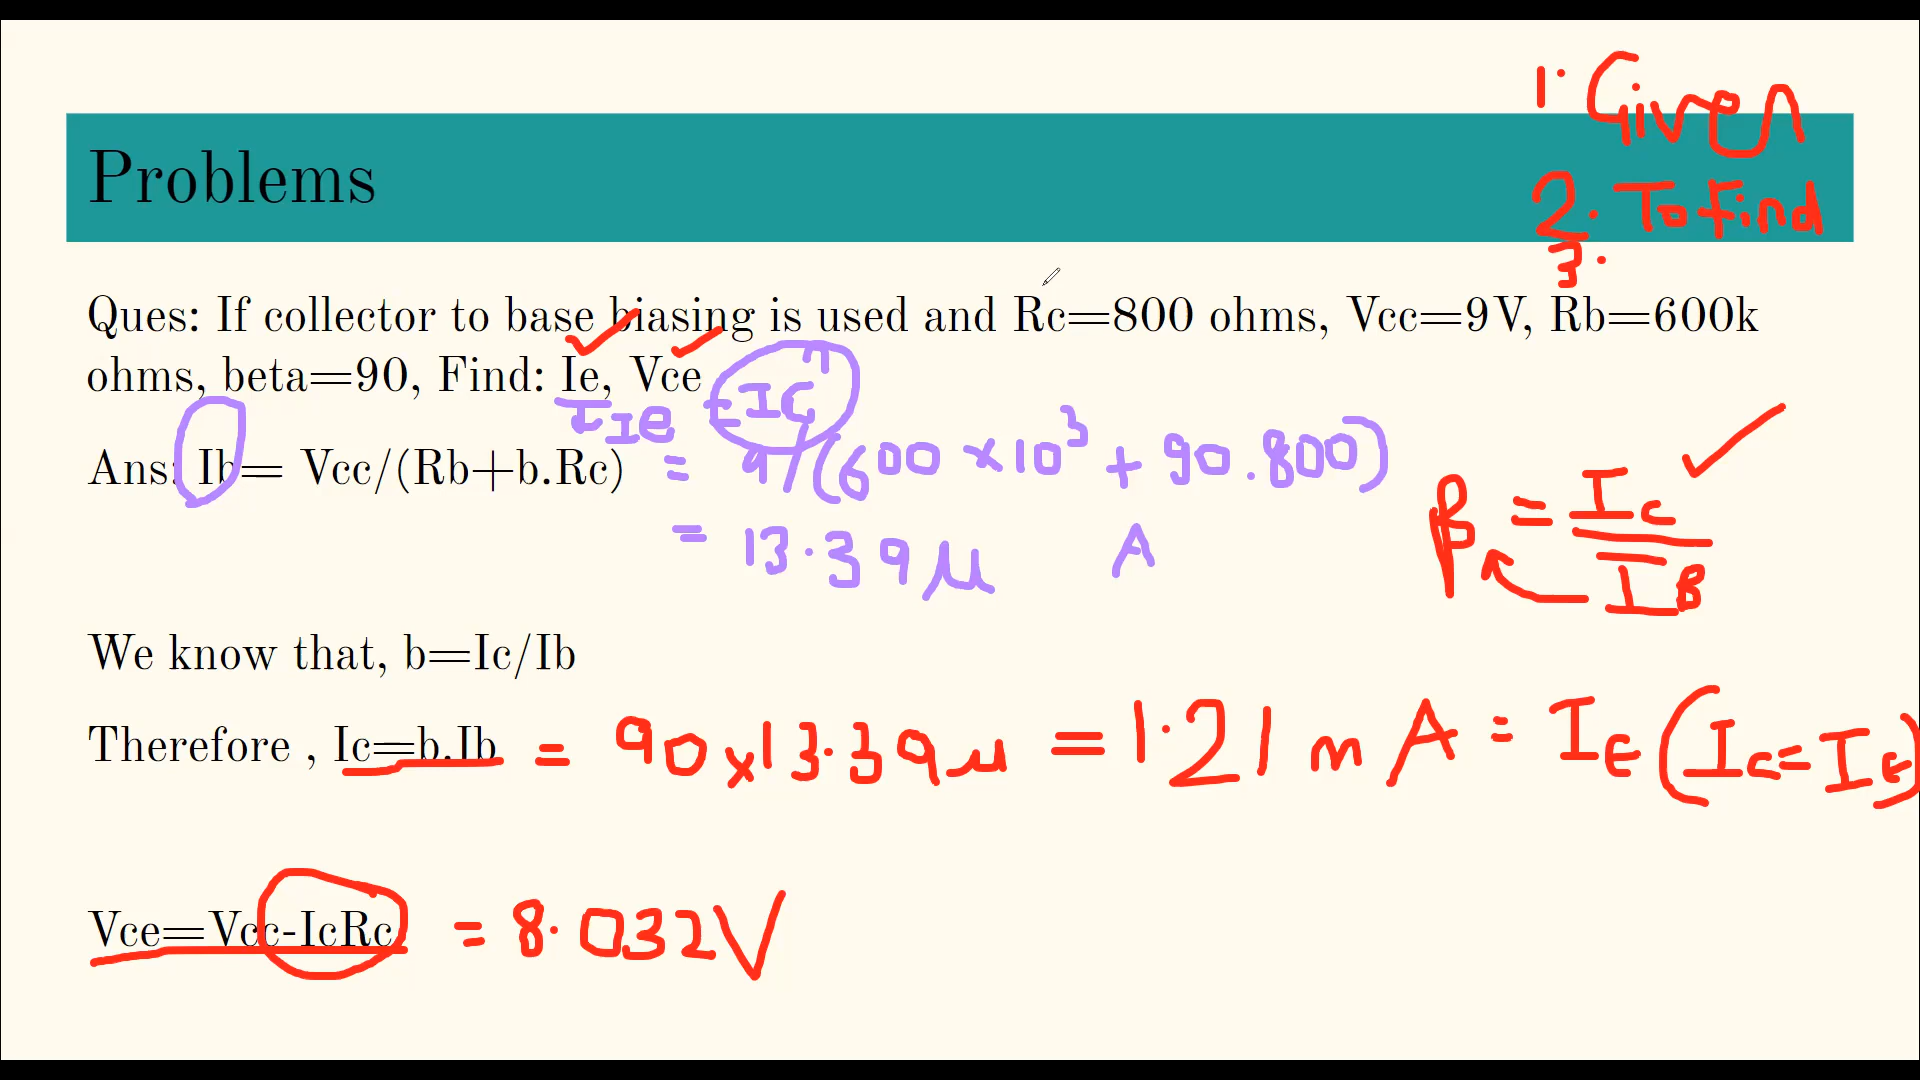 1. Given
Problems
2. To find
3.
Ques: If collector to base biasing is used and Rc=800 ohms, Vcc=9V, Rb=600k
ohms, beta=90, Find: Ie, Vce
IE = IC
Ans: Ib= Vcc/(Rb+b.Rc) = 9/(600 × 10³ + 90.800)
= 13.39 μ A
β = Ic/IB
We know that, b=Ic/Ib
Therefore , Ic=b.Ib = 90×13.39μ = 1.21 mA = IE (Ic=IE)
Vce=Vcc-IcRc = 8.032V